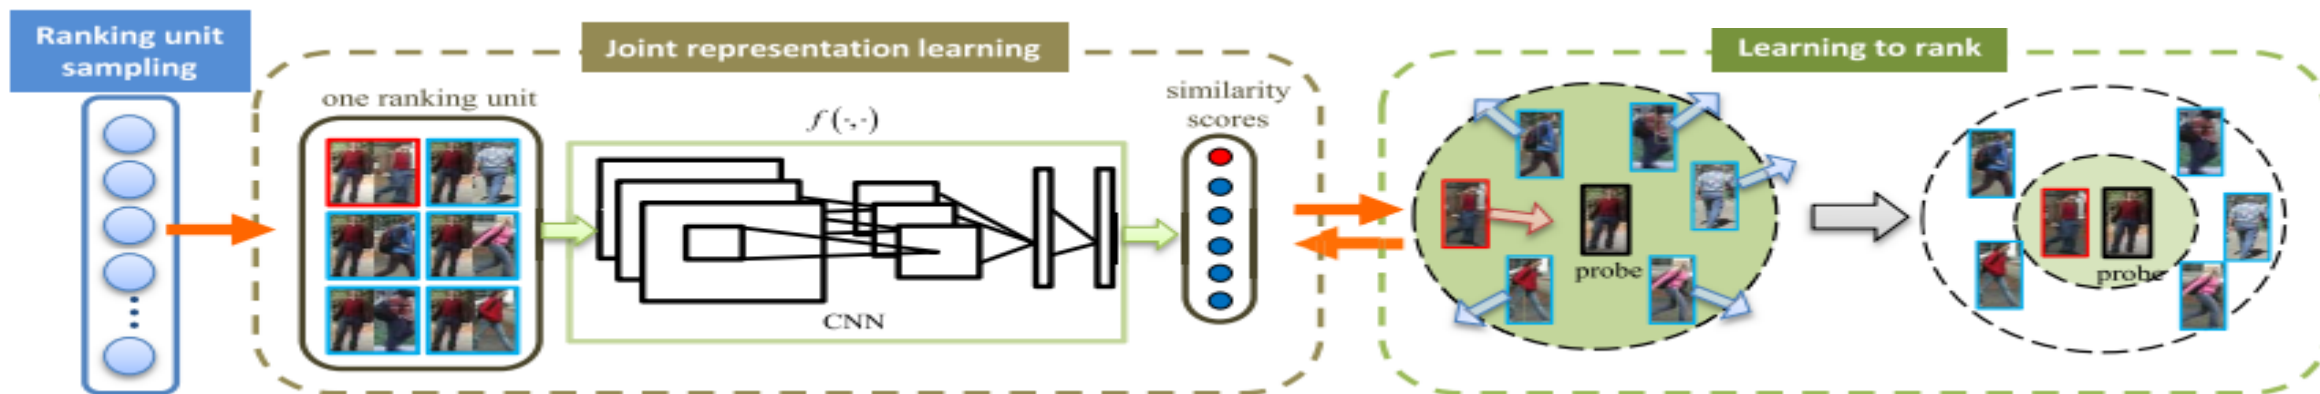 Ranking unit
sampling
Joint representation learning
one ranking unit
f(·,·)
CNN
similarity
scores
Learning to rank
probe
probe